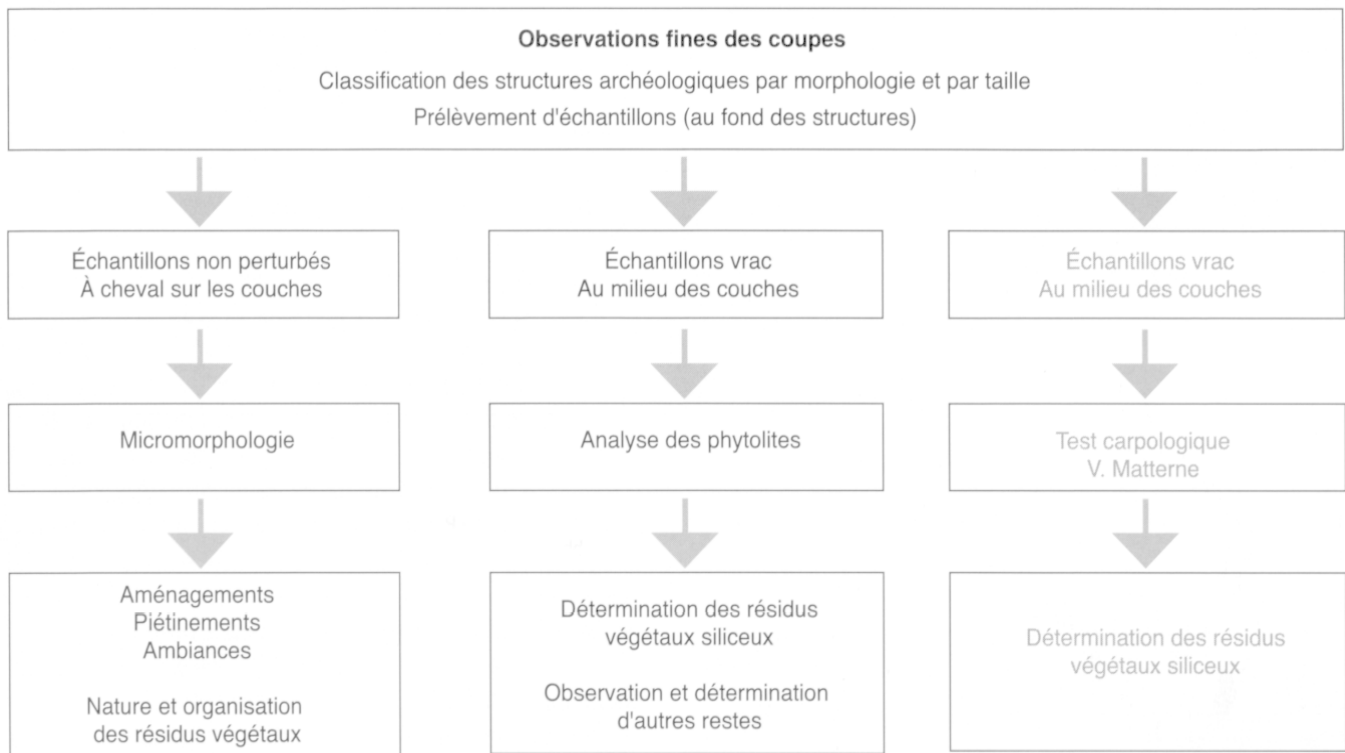 Observations fines des coupes
Classification des structures archéologiques par morphologie et par taille
Prélèvement d'échantillons (au fond des structures)
Échantillons non perturbés
À cheval sur les couches
Échantillons vrac
Au milieu des couches
Échantillons vrac
Au milieu des couches
Micromorphologie
Analyse des phytolites
Test carpologique
V. Matterne
Aménagements
Piétinements
Ambiances
Nature et organisation
des résidus végétaux
Détermination des résidus
végétaux siliceux
Observation et détermination
d'autres restes
Détermination des résidus
végétaux siliceux